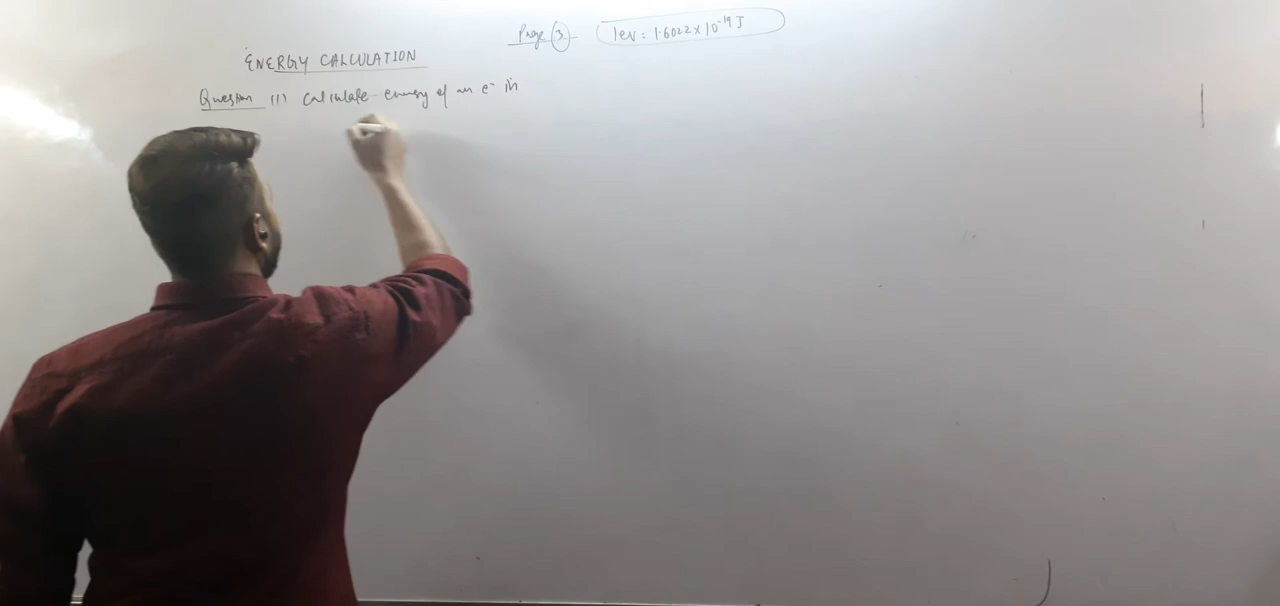 Page 3 1eV = 1.6022 × 10⁻¹⁹ J
ENERGY CALCULATION
Question (1) Calculate energy of an e⁻ in